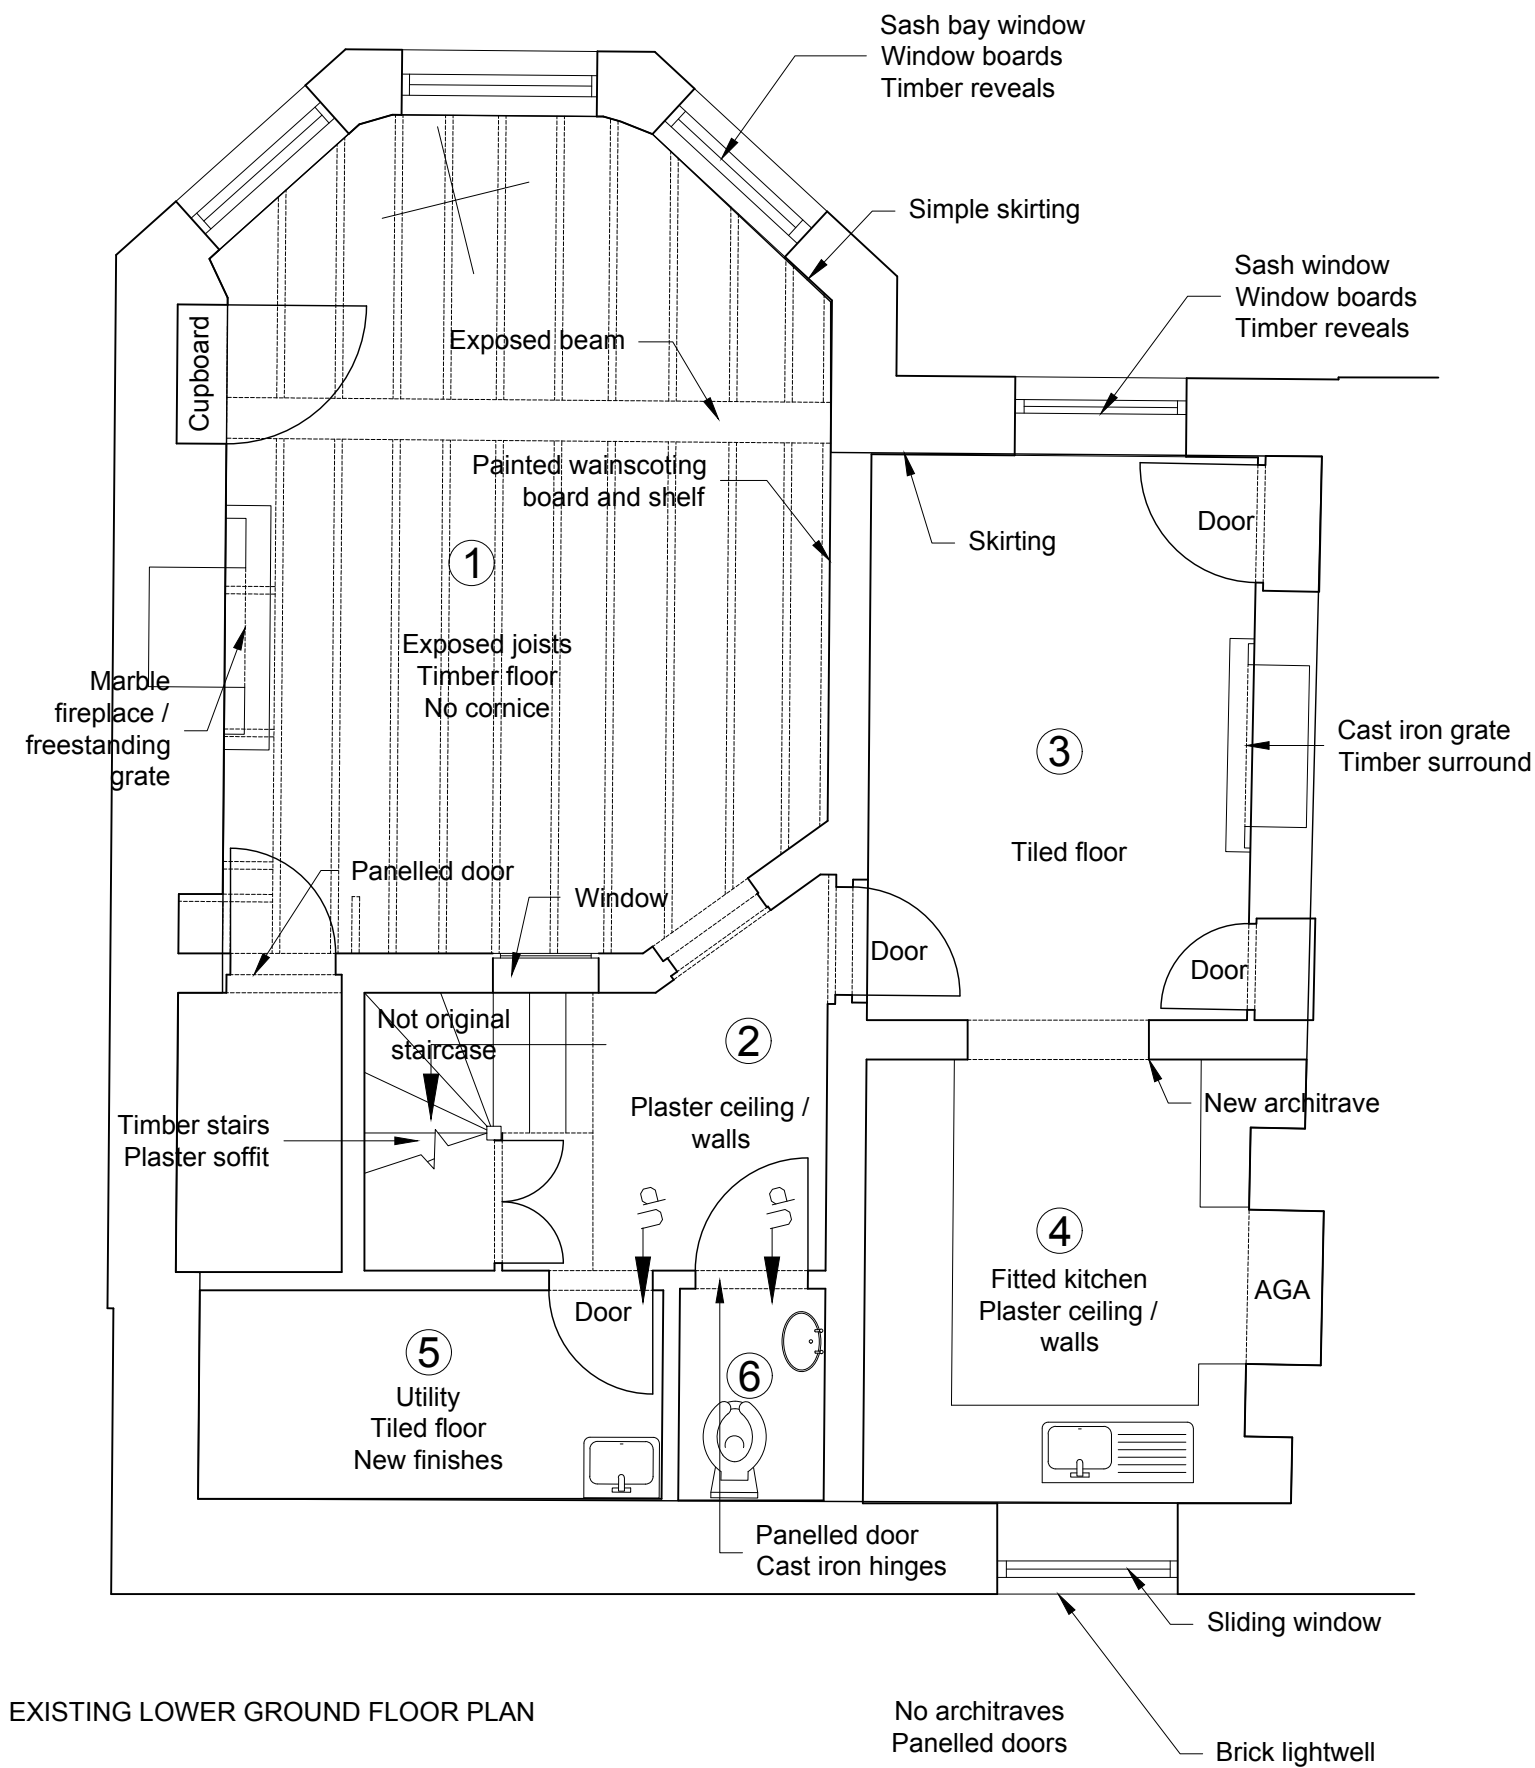 Sash bay window
Window boards
Timber reveals
Simple skirting
Sash window
Window boards
Timber reveals
Cupboard
Exposed beam
Painted wainscoting
board and shelf
Door
Skirting
1
Exposed joists
Timber floor
No cornice
Marble
fireplace /
freestanding
grate
3
Cast iron grate
Timber surround
Tiled floor
Panelled door
Window
Door
Door
Not original
staircase
2
Plaster ceiling /
walls
New architrave
Timber stairs
Plaster soffit
up
up
4
Fitted kitchen
Plaster ceiling /
walls
AGA
Door
5
Utility
Tiled floor
New finishes
6
Panelled door
Cast iron hinges
Sliding window
EXISTING LOWER GROUND FLOOR PLAN
No architraves
Panelled doors
Brick lightwell